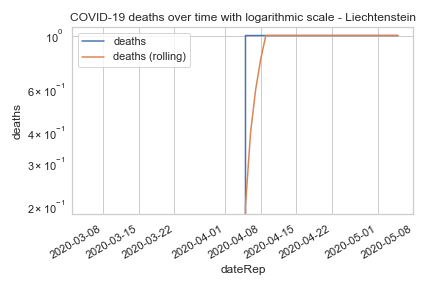 COVID-19 deaths over time with logarithmic scale - Liechtenstein
deaths
deaths (rolling)
10⁰
6 × 10⁻¹
4 × 10⁻¹
3 × 10⁻¹
2 × 10⁻¹
deaths
2020-03-08
2020-03-15
2020-03-22
2020-04-01
2020-04-08
2020-04-15
2020-04-22
2020-05-01
2020-05-08
dateRep